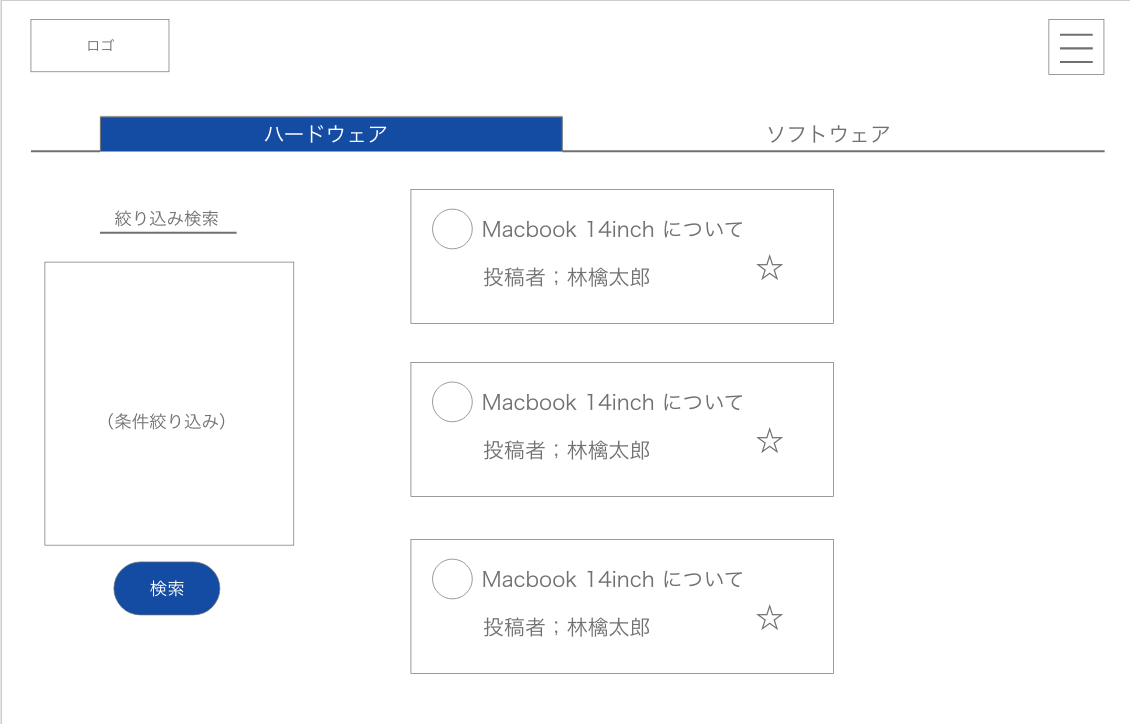 ロゴ
ハードウェア
ソフトウェア
絞り込み検索
（条件絞り込み）
検索
Macbook 14inch について
投稿者；林檎太郎
☆
Macbook 14inch について
投稿者；林檎太郎
☆
Macbook 14inch について
投稿者；林檎太郎
☆